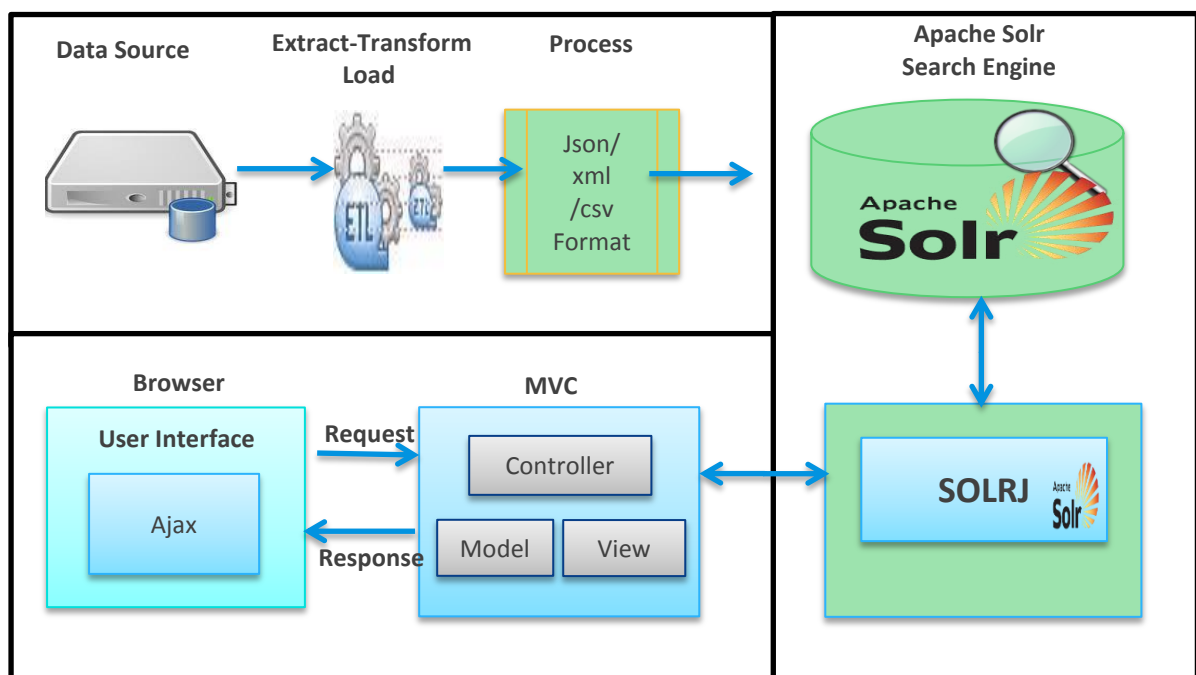 Data Source
Extract-Transform
Load
Process
Apache Solr
Search Engine
ETL
ETL
Json/
xml
/csv
Format
Apache
Solr
Browser
MVC
User Interface
Request
Ajax
Response
Controller
Model
View
SOLRJ
Apache
Solr